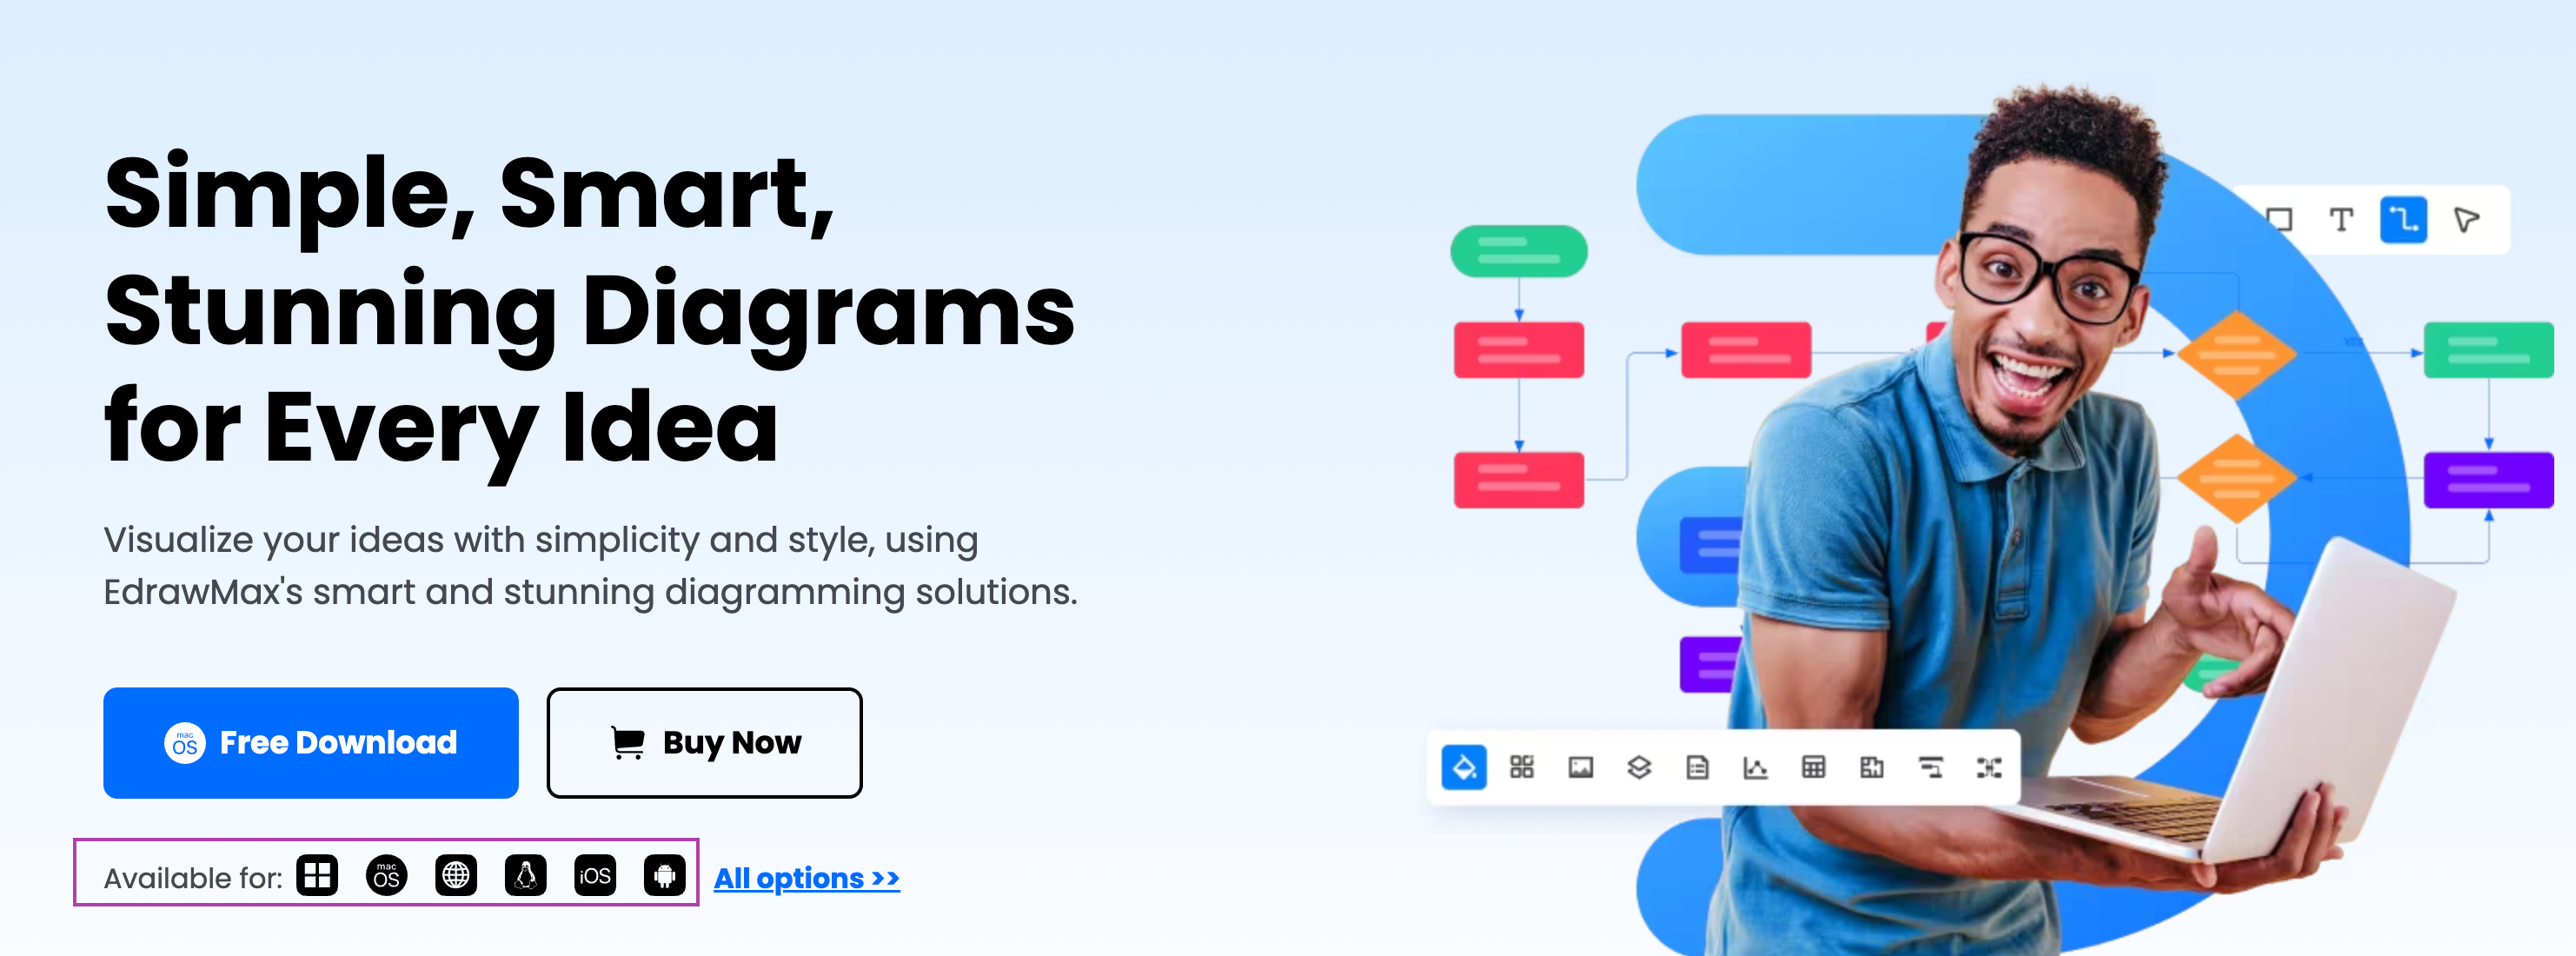 Simple, Smart,
Stunning Diagrams
for Every Idea
Visualize your ideas with simplicity and style, using
EdrawMax's smart and stunning diagramming solutions.
mac OS Free Download
Buy Now
Available for: mac OS iOS All options >>
T